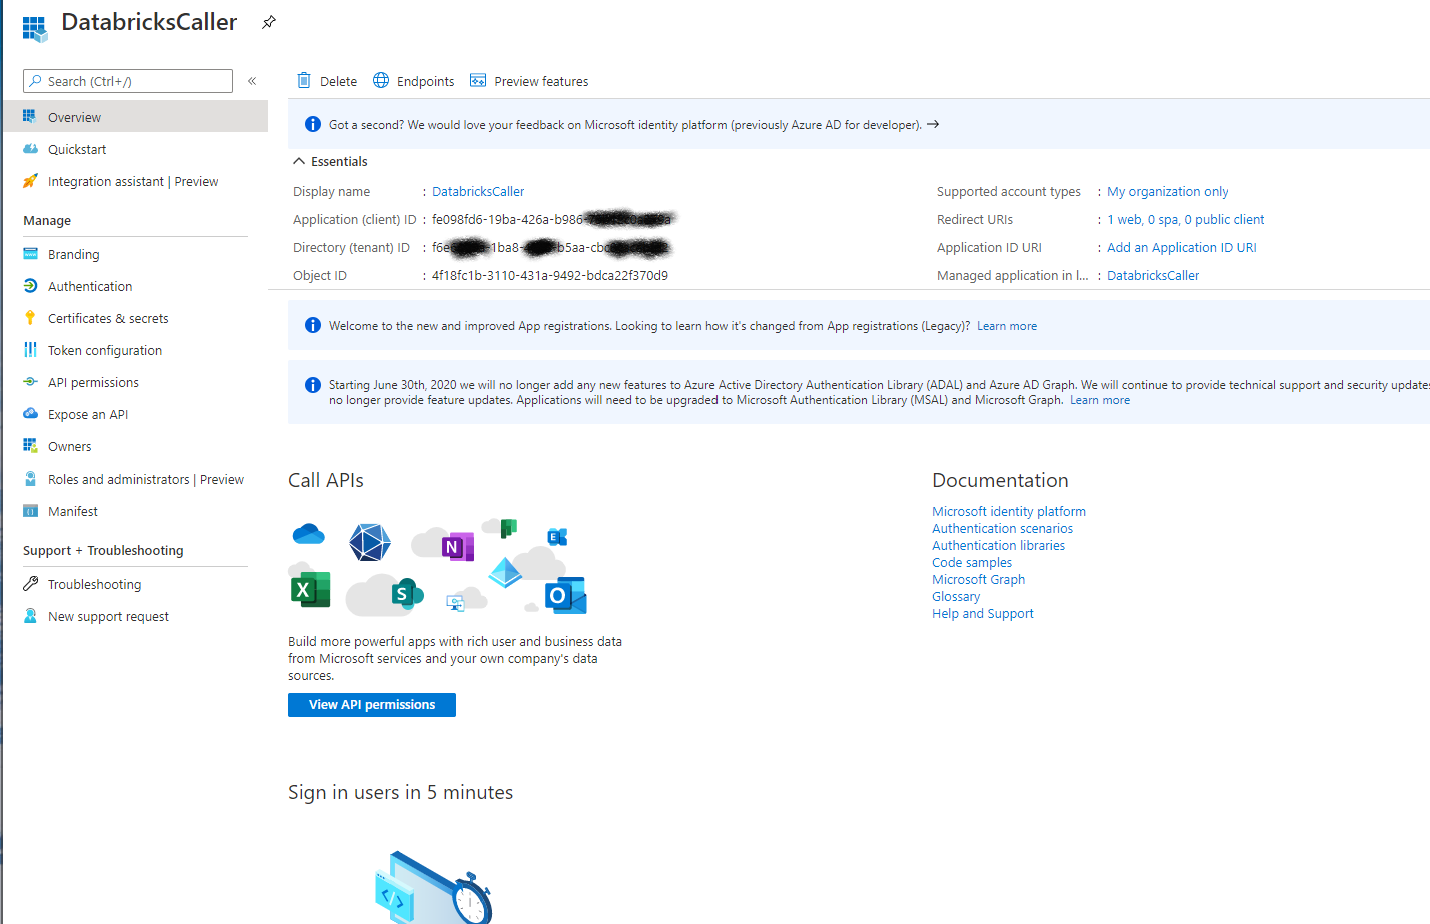 DatabricksCaller
Search (Ctrl+/)
«
Overview
Quickstart
Integration assistant | Preview
Manage
Branding
Authentication
Certificates & secrets
Token configuration
API permissions
Expose an API
Owners
Roles and administrators | Preview
Manifest
Support + Troubleshooting
Troubleshooting
New support request
Delete Endpoints Preview features
Got a second? We would love your feedback on Microsoft identity platform (previously Azure AD for developer). →
Essentials
Display name : DatabricksCaller
Application (client) ID : fe098fd6-19ba-426a-b986-
Directory (tenant) ID : f6e -1ba8- b5aa-cb
Object ID : 4f18fc1b-3110-431a-9492-bdca22f370d9
Supported account types : My organization only
Redirect URIs : 1 web, 0 spa, 0 public client
Application ID URI : Add an Application ID URI
Managed application in l... : DatabricksCaller
Welcome to the new and improved App registrations. Looking to learn how it's changed from App registrations (Legacy)? Learn more
Starting June 30th, 2020 we will no longer add any new features to Azure Active Directory Authentication Library (ADAL) and Azure AD Graph. We will continue to provide technical support and security updates
no longer provide feature updates. Applications will need to be upgraded to Microsoft Authentication Library (MSAL) and Microsoft Graph. Learn more
Call APIs
N
E
X
S
O
Build more powerful apps with rich user and business data
from Microsoft services and your own company's data
sources.
View API permissions
Documentation
Microsoft identity platform
Authentication scenarios
Authentication libraries
Code samples
Microsoft Graph
Glossary
Help and Support
Sign in users in 5 minutes